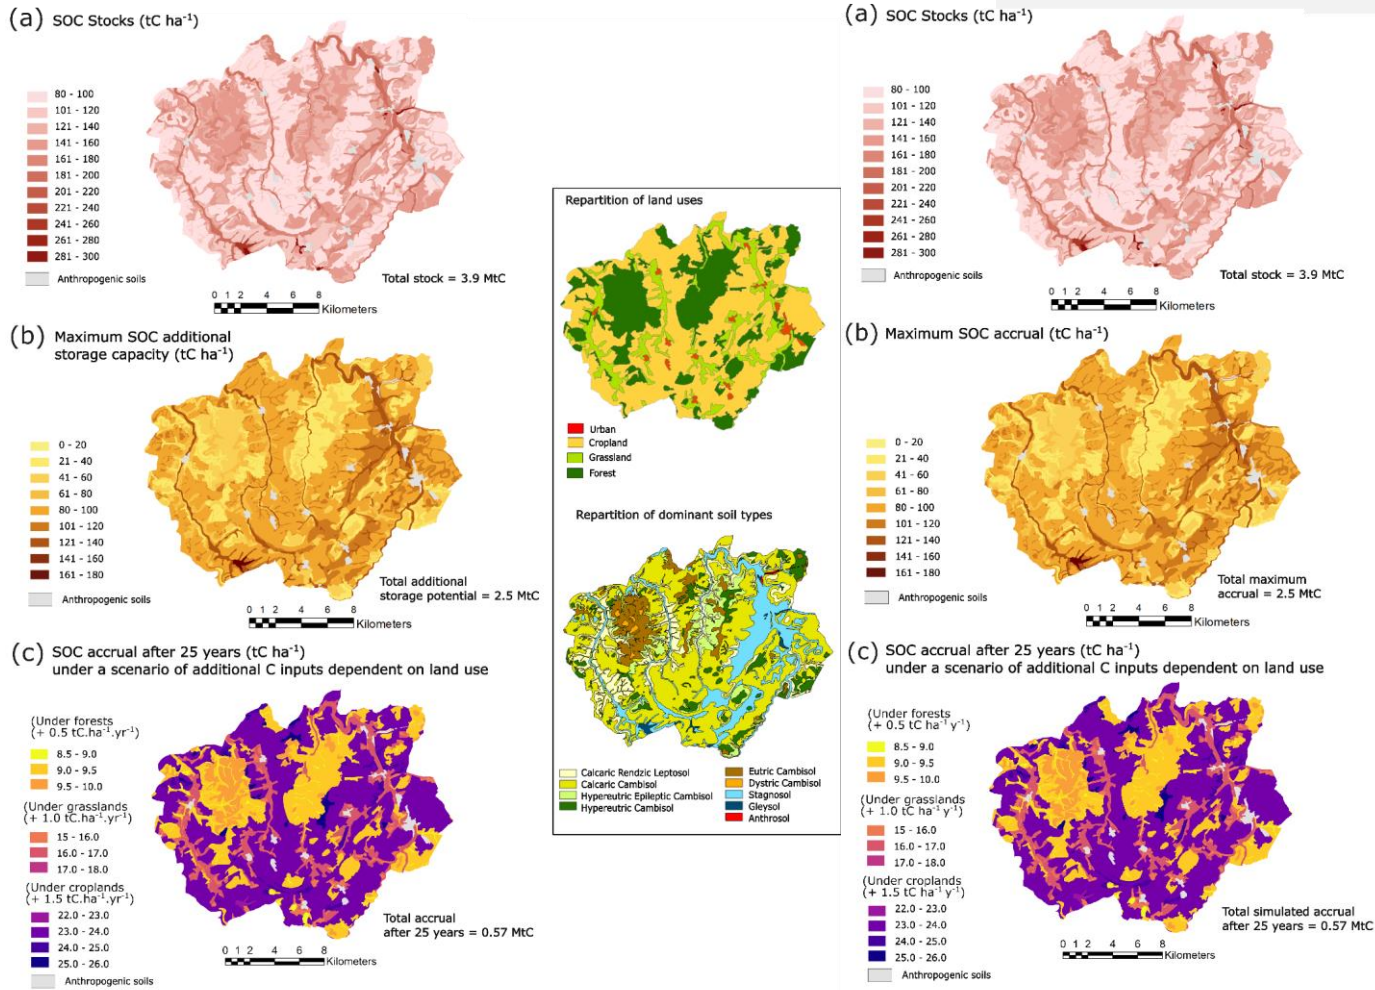 (a) SOC Stocks (tC ha⁻¹)
80 - 100
101 - 120
121 - 140
141 - 160
161 - 180
181 - 200
201 - 220
221 - 240
241 - 260
261 - 280
281 - 300
Anthropogenic soils
Total stock = 3.9 MtC
0 1 2 4 6 8
Kilometers
(b) Maximum SOC additional
storage capacity (tC ha⁻¹)
0 - 20
21 - 40
41 - 60
61 - 80
80 - 100
101 - 120
121 - 140
141 - 160
161 - 180
Anthropogenic soils
Total additional
storage potential = 2.5 MtC
0 1 2 4 6 8
Kilometers
(c) SOC accrual after 25 years (tC ha⁻¹)
under a scenario of additional C inputs dependent on land use
(Under forests
(+ 0.5 tC.ha⁻¹.yr⁻¹)
8.5 - 9.0
9.0 - 9.5
9.5 - 10.0
(Under grasslands
(+ 1.0 tC.ha⁻¹.yr⁻¹)
15 - 16.0
16.0 - 17.0
17.0 - 18.0
(Under croplands
(+ 1.5 tC.ha⁻¹.yr⁻¹)
22.0 - 23.0
23.0 - 24.0
24.0 - 25.0
25.0 - 26.0
Anthropogenic soils
Total accrual
after 25 years = 0.57 MtC
0 1 2 4 6 8
Kilometers
Repartition of land uses
Urban
Cropland
Grassland
Forest
Repartition of dominant soil types
Calcaric Rendzic Leptosol
Calcaric Cambisol
Hypereutric Epileptic Cambisol
Hypereutric Cambisol
Eutric Cambisol
Dystric Cambisol
Stagnosol
Gleysol
Anthrosol
(a) SOC Stocks (tC ha⁻¹)
80 - 100
101 - 120
121 - 140
141 - 160
161 - 180
181 - 200
201 - 220
221 - 240
241 - 260
261 - 280
281 - 300
Anthropogenic soils
Total stock = 3.9 MtC
0 1 2 4 6 8
Kilometers
(b) Maximum SOC accrual (tC ha⁻¹)
0 - 20
21 - 40
41 - 60
61 - 80
80 - 100
101 - 120
121 - 140
141 - 160
161 - 180
Anthropogenic soils
Total maximum
accrual = 2.5 MtC
0 1 2 4 6 8
Kilometers
(c) SOC accrual after 25 years (tC ha⁻¹)
under a scenario of additional C inputs dependent on land use
(Under forests
(+ 0.5 tC ha⁻¹ y⁻¹)
8.5 - 9.0
9.0 - 9.5
9.5 - 10.0
(Under grasslands
(+ 1.0 tC ha⁻¹ y⁻¹)
15 - 16.0
16.0 - 17.0
17.0 - 18.0
(Under croplands
(+ 1.5 tC ha⁻¹ y⁻¹)
22.0 - 23.0
23.0 - 24.0
24.0 - 25.0
25.0 - 26.0
Anthropogenic soils
Total simulated accrual
after 25 years = 0.57 MtC
0 1 2 4 6 8
Kilometers